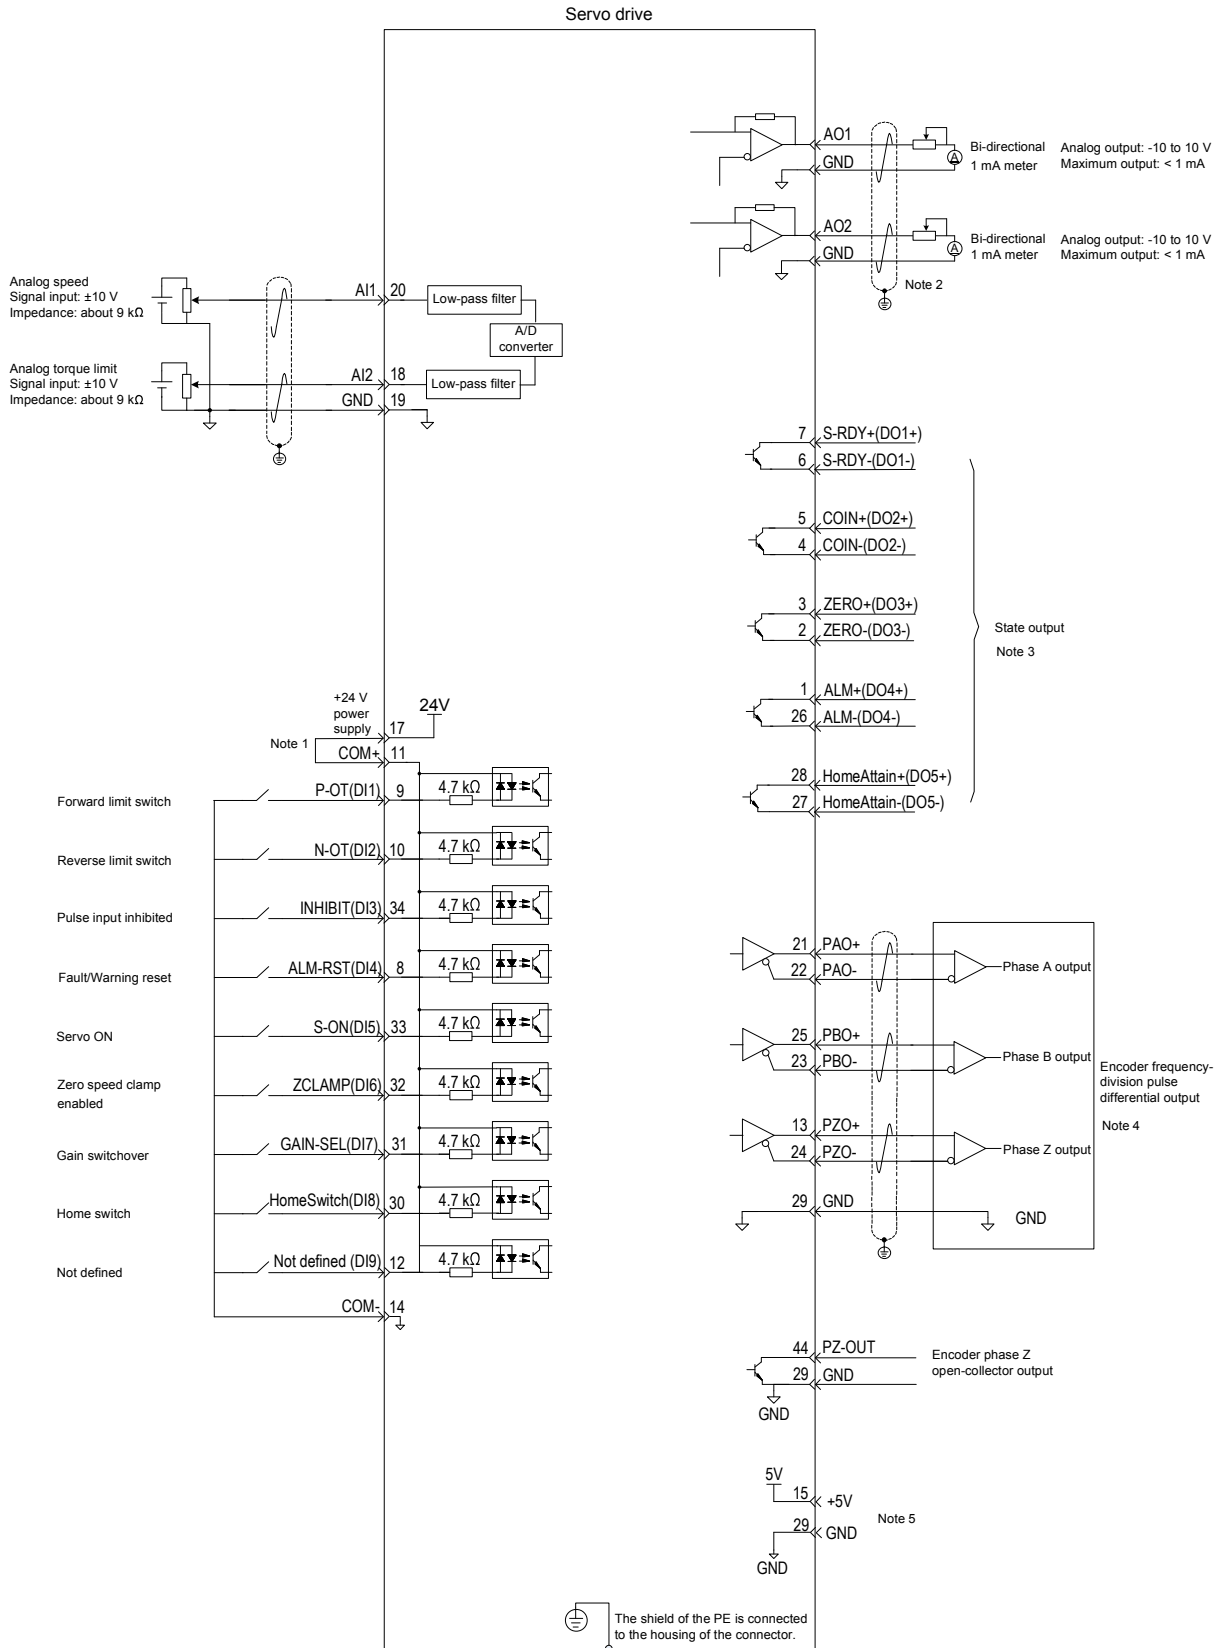 Servo drive
AO1
GND
Bi-directional
1 mA meter
Analog output: -10 to 10 V
Maximum output: < 1 mA
A
AO2
GND
Bi-directional
1 mA meter
Analog output: -10 to 10 V
Maximum output: < 1 mA
A
Note 2
Analog speed
Signal input: ±10 V
Impedance: about 9 kΩ
AI1 20
Low-pass filter
A/D
converter
Analog torque limit
Signal input: ±10 V
Impedance: about 9 kΩ
AI2 18
Low-pass filter
GND 19
7 S-RDY+(DO1+)
6 S-RDY-(DO1-)
5 COIN+(DO2+)
4 COIN-(DO2-)
3 ZERO+(DO3+)
2 ZERO-(DO3-)
State output
Note 3
1 ALM+(DO4+)
26 ALM-(DO4-)
28 HomeAttain+(DO5+)
27 HomeAttain-(DO5-)
+24 V
power
supply
17
24V
Note 1
COM+ 11
Forward limit switch
P-OT(DI1) 9 4.7 kΩ
Reverse limit switch
N-OT(DI2) 10 4.7 kΩ
Pulse input inhibited
INHIBIT(DI3) 34 4.7 kΩ
Fault/Warning reset
ALM-RST(DI4) 8 4.7 kΩ
Servo ON
S-ON(DI5) 33 4.7 kΩ
Zero speed clamp
enabled
ZCLAMP(DI6) 32 4.7 kΩ
Gain switchover
GAIN-SEL(DI7) 31 4.7 kΩ
Home switch
HomeSwitch(DI8) 30 4.7 kΩ
Not defined
Not defined (DI9) 12 4.7 kΩ
COM- 14
21 PAO+
22 PAO-
Phase A output
25 PBO+
23 PBO-
Phase B output
13 PZO+
24 PZO-
Phase Z output
29 GND
GND
Encoder frequency-
division pulse
differential output
Note 4
44 PZ-OUT
29 GND
GND
Encoder phase Z
open-collector output
5V
15 +5V
Note 5
29 GND
GND
The shield of the PE is connected
to the housing of the connector.